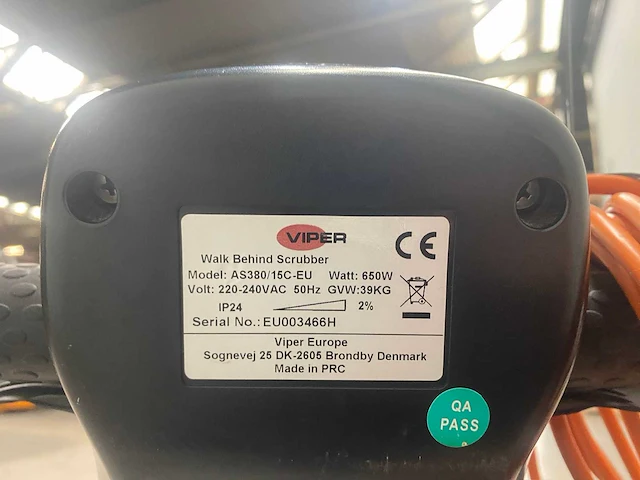 VIPER
CE
Walk Behind Scrubber
Model: AS380/15C-EU Watt: 650W
Volt: 220-240VAC 50Hz GVW:39KG
IP24 2%
Serial No.: EU003466H
Viper Europe
Sognevej 25 DK-2605 Brondby Denmark
Made in PRC
QA
PASS